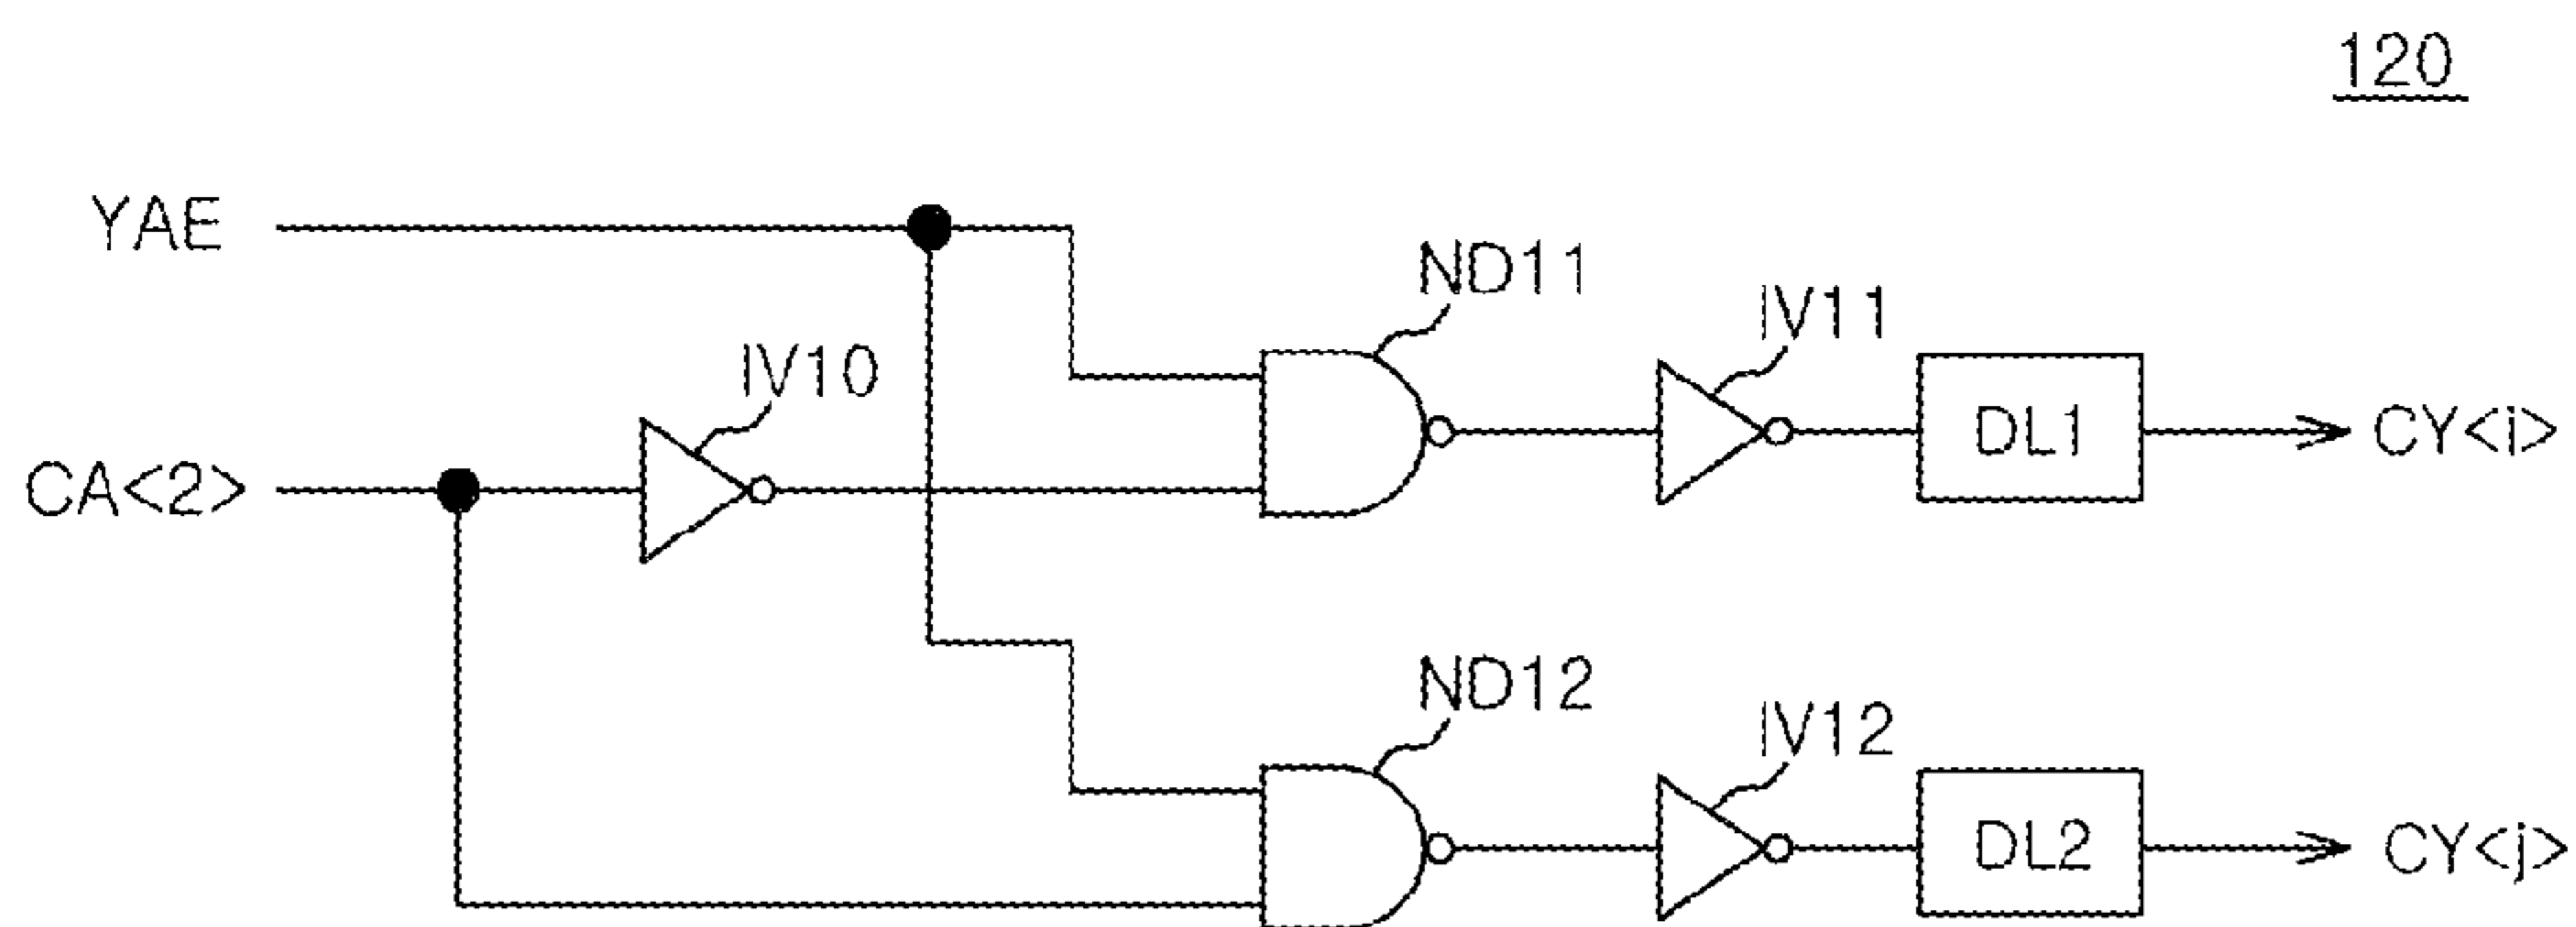 120
YAE
ND11
IV11
IV10
DL1
CY<i>
CA<2>
ND12
IV12
DL2
CY<j>